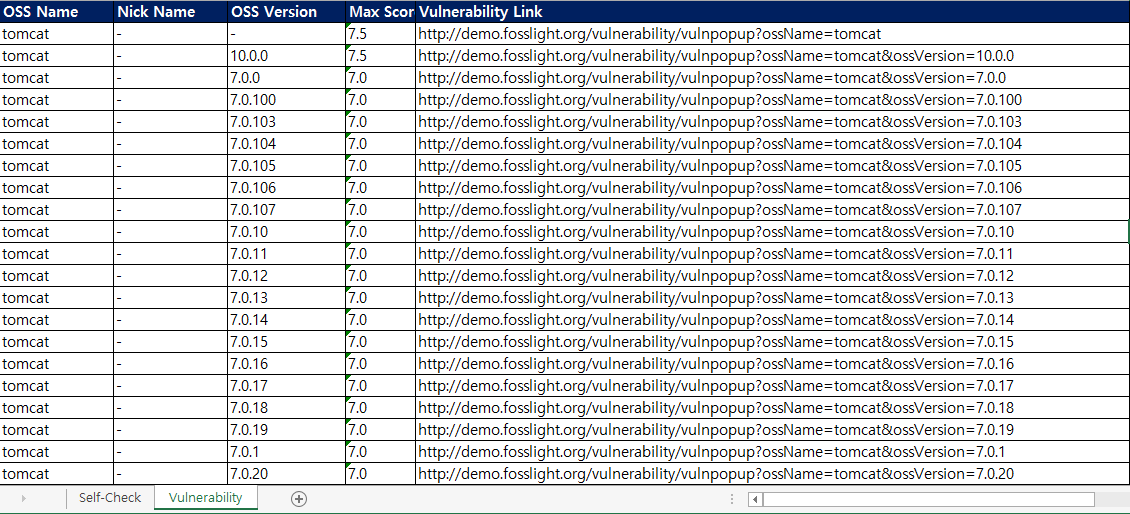 OSS Name Nick Name OSS Version Max Scor Vulnerability Link
tomcat - - 7.5 http://demo.fosslight.org/vulnerability/vulnpopup?ossName=tomcat
tomcat - 10.0.0 7.5 http://demo.fosslight.org/vulnerability/vulnpopup?ossName=tomcat&ossVersion=10.0.0
tomcat - 7.0.0 7.0 http://demo.fosslight.org/vulnerability/vulnpopup?ossName=tomcat&ossVersion=7.0.0
tomcat - 7.0.100 7.0 http://demo.fosslight.org/vulnerability/vulnpopup?ossName=tomcat&ossVersion=7.0.100
tomcat - 7.0.103 7.0 http://demo.fosslight.org/vulnerability/vulnpopup?ossName=tomcat&ossVersion=7.0.103
tomcat - 7.0.104 7.0 http://demo.fosslight.org/vulnerability/vulnpopup?ossName=tomcat&ossVersion=7.0.104
tomcat - 7.0.105 7.0 http://demo.fosslight.org/vulnerability/vulnpopup?ossName=tomcat&ossVersion=7.0.105
tomcat - 7.0.106 7.0 http://demo.fosslight.org/vulnerability/vulnpopup?ossName=tomcat&ossVersion=7.0.106
tomcat - 7.0.107 7.0 http://demo.fosslight.org/vulnerability/vulnpopup?ossName=tomcat&ossVersion=7.0.107
tomcat - 7.0.10 7.0 http://demo.fosslight.org/vulnerability/vulnpopup?ossName=tomcat&ossVersion=7.0.10
tomcat - 7.0.11 7.0 http://demo.fosslight.org/vulnerability/vulnpopup?ossName=tomcat&ossVersion=7.0.11
tomcat - 7.0.12 7.0 http://demo.fosslight.org/vulnerability/vulnpopup?ossName=tomcat&ossVersion=7.0.12
tomcat - 7.0.13 7.0 http://demo.fosslight.org/vulnerability/vulnpopup?ossName=tomcat&ossVersion=7.0.13
tomcat - 7.0.14 7.0 http://demo.fosslight.org/vulnerability/vulnpopup?ossName=tomcat&ossVersion=7.0.14
tomcat - 7.0.15 7.0 http://demo.fosslight.org/vulnerability/vulnpopup?ossName=tomcat&ossVersion=7.0.15
tomcat - 7.0.16 7.0 http://demo.fosslight.org/vulnerability/vulnpopup?ossName=tomcat&ossVersion=7.0.16
tomcat - 7.0.17 7.0 http://demo.fosslight.org/vulnerability/vulnpopup?ossName=tomcat&ossVersion=7.0.17
tomcat - 7.0.18 7.0 http://demo.fosslight.org/vulnerability/vulnpopup?ossName=tomcat&ossVersion=7.0.18
tomcat - 7.0.19 7.0 http://demo.fosslight.org/vulnerability/vulnpopup?ossName=tomcat&ossVersion=7.0.19
tomcat - 7.0.1 7.0 http://demo.fosslight.org/vulnerability/vulnpopup?ossName=tomcat&ossVersion=7.0.1
tomcat - 7.0.20 7.0 http://demo.fosslight.org/vulnerability/vulnpopup?ossName=tomcat&ossVersion=7.0.20
Self-Check Vulnerability